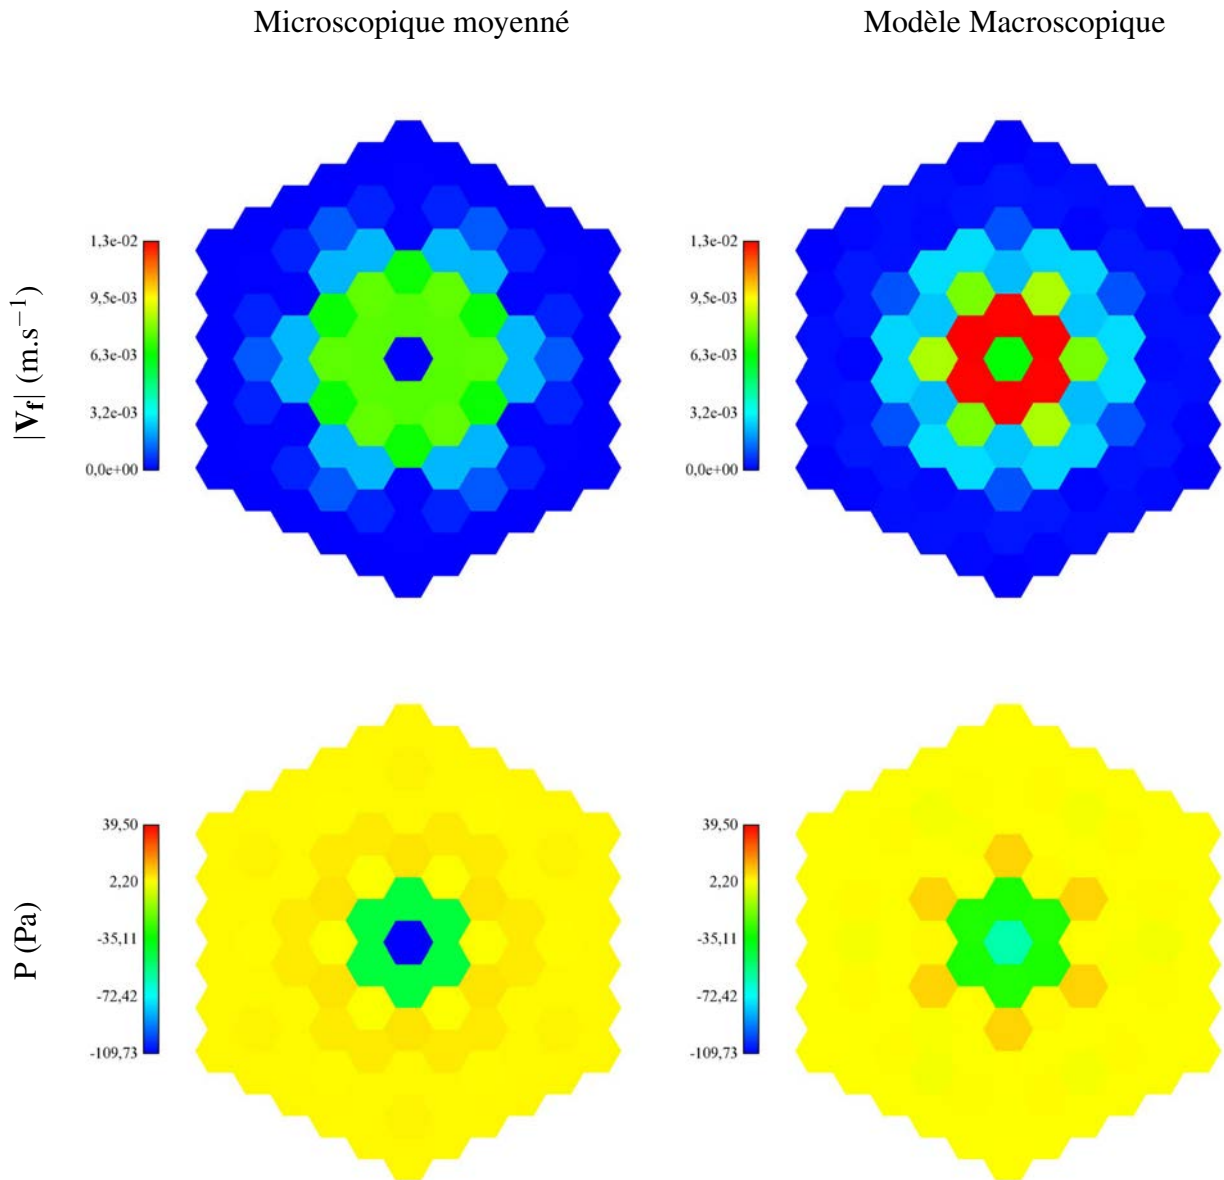 Microscopique moyenné
Modèle Macroscopique
|V_f| (m.s⁻¹)
1,3e-02
9,5e-03
6,3e-03
3,2e-03
0,0e+00
1,3e-02
9,5e-03
6,3e-03
3,2e-03
0,0e+00
P (Pa)
39,50
2,20
-35,11
-72,42
-109,73
39,50
2,20
-35,11
-72,42
-109,73